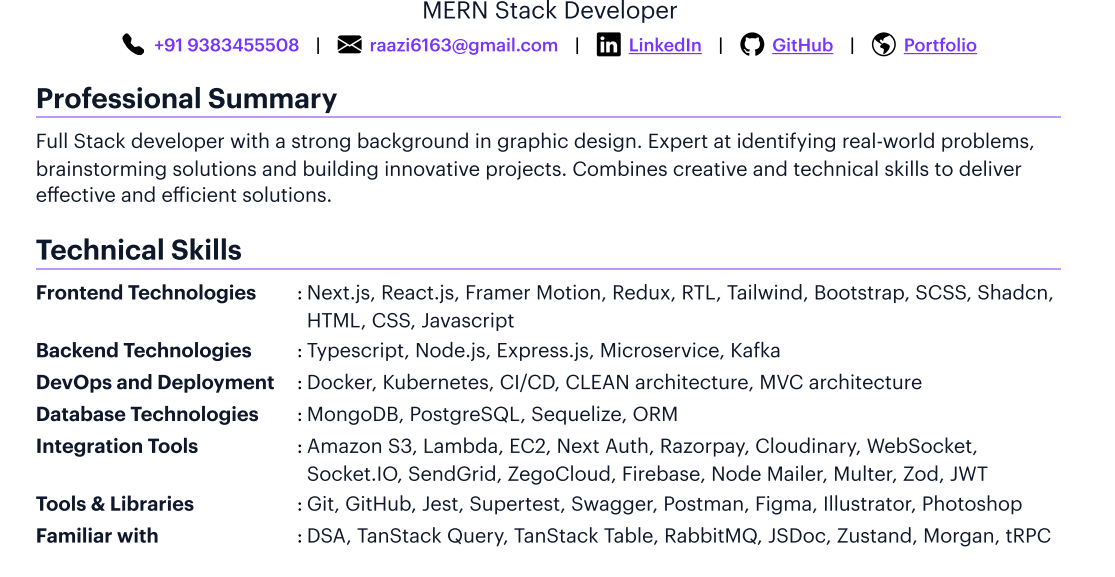 MERN Stack Developer
+91 9383455508 | raazi6163@gmail.com | LinkedIn | GitHub | Portfolio
Professional Summary
Full Stack developer with a strong background in graphic design. Expert at identifying real-world problems,
brainstorming solutions and building innovative projects. Combines creative and technical skills to deliver
effective and efficient solutions.
Technical Skills
Frontend Technologies : Next.js, React.js, Framer Motion, Redux, RTL, Tailwind, Bootstrap, SCSS, Shadcn,
HTML, CSS, Javascript
Backend Technologies : Typescript, Node.js, Express.js, Microservice, Kafka
DevOps and Deployment : Docker, Kubernetes, CI/CD, CLEAN architecture, MVC architecture
Database Technologies : MongoDB, PostgreSQL, Sequelize, ORM
Integration Tools : Amazon S3, Lambda, EC2, Next Auth, Razorpay, Cloudinary, WebSocket,
Socket.IO, SendGrid, ZegoCloud, Firebase, Node Mailer, Multer, Zod, JWT
Tools & Libraries : Git, GitHub, Jest, Supertest, Swagger, Postman, Figma, Illustrator, Photoshop
Familiar with : DSA, TanStack Query, TanStack Table, RabbitMQ, JSDoc, Zustand, Morgan, tRPC